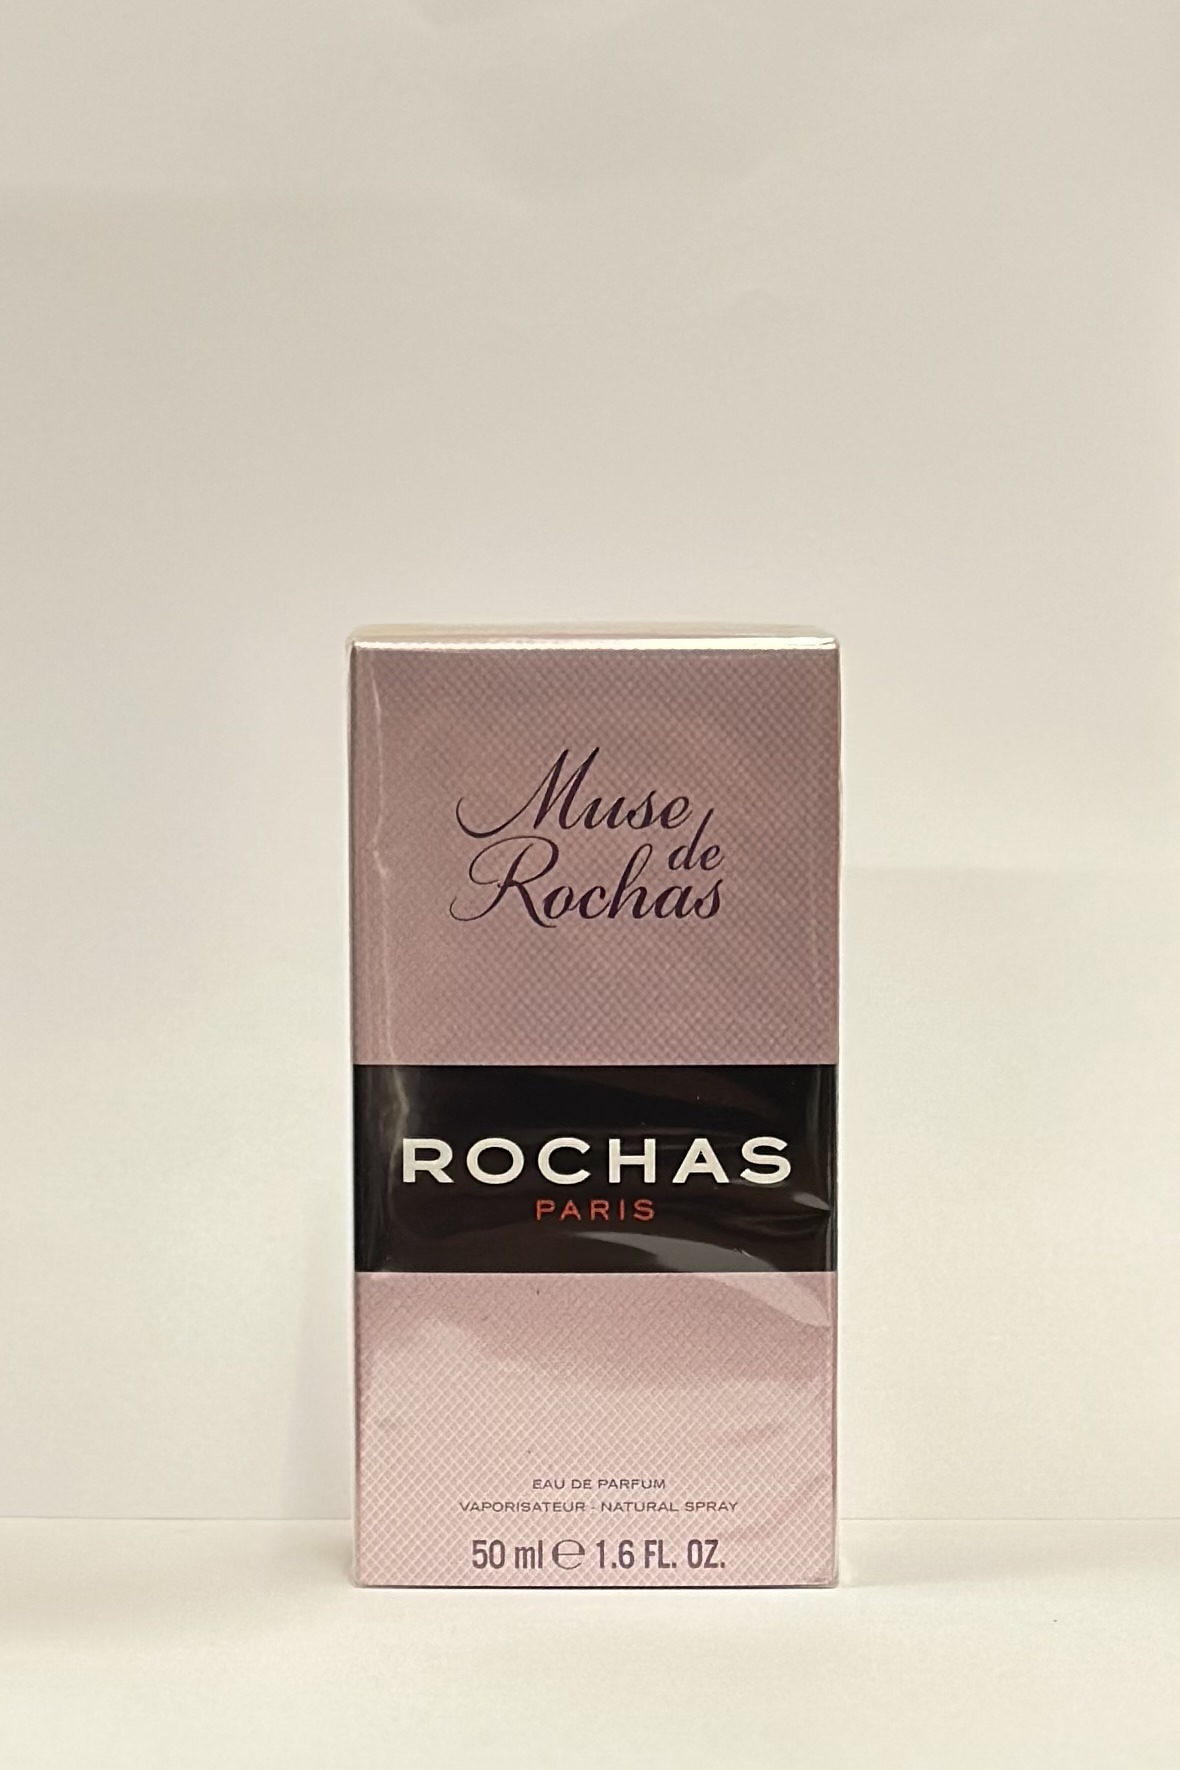 Muse
de
Rochas
ROCHAS
PARIS
EAU DE PARFUM
VAPORISATEUR - NATURAL SPRAY
50 ml ℮ 1.6 FL. OZ.